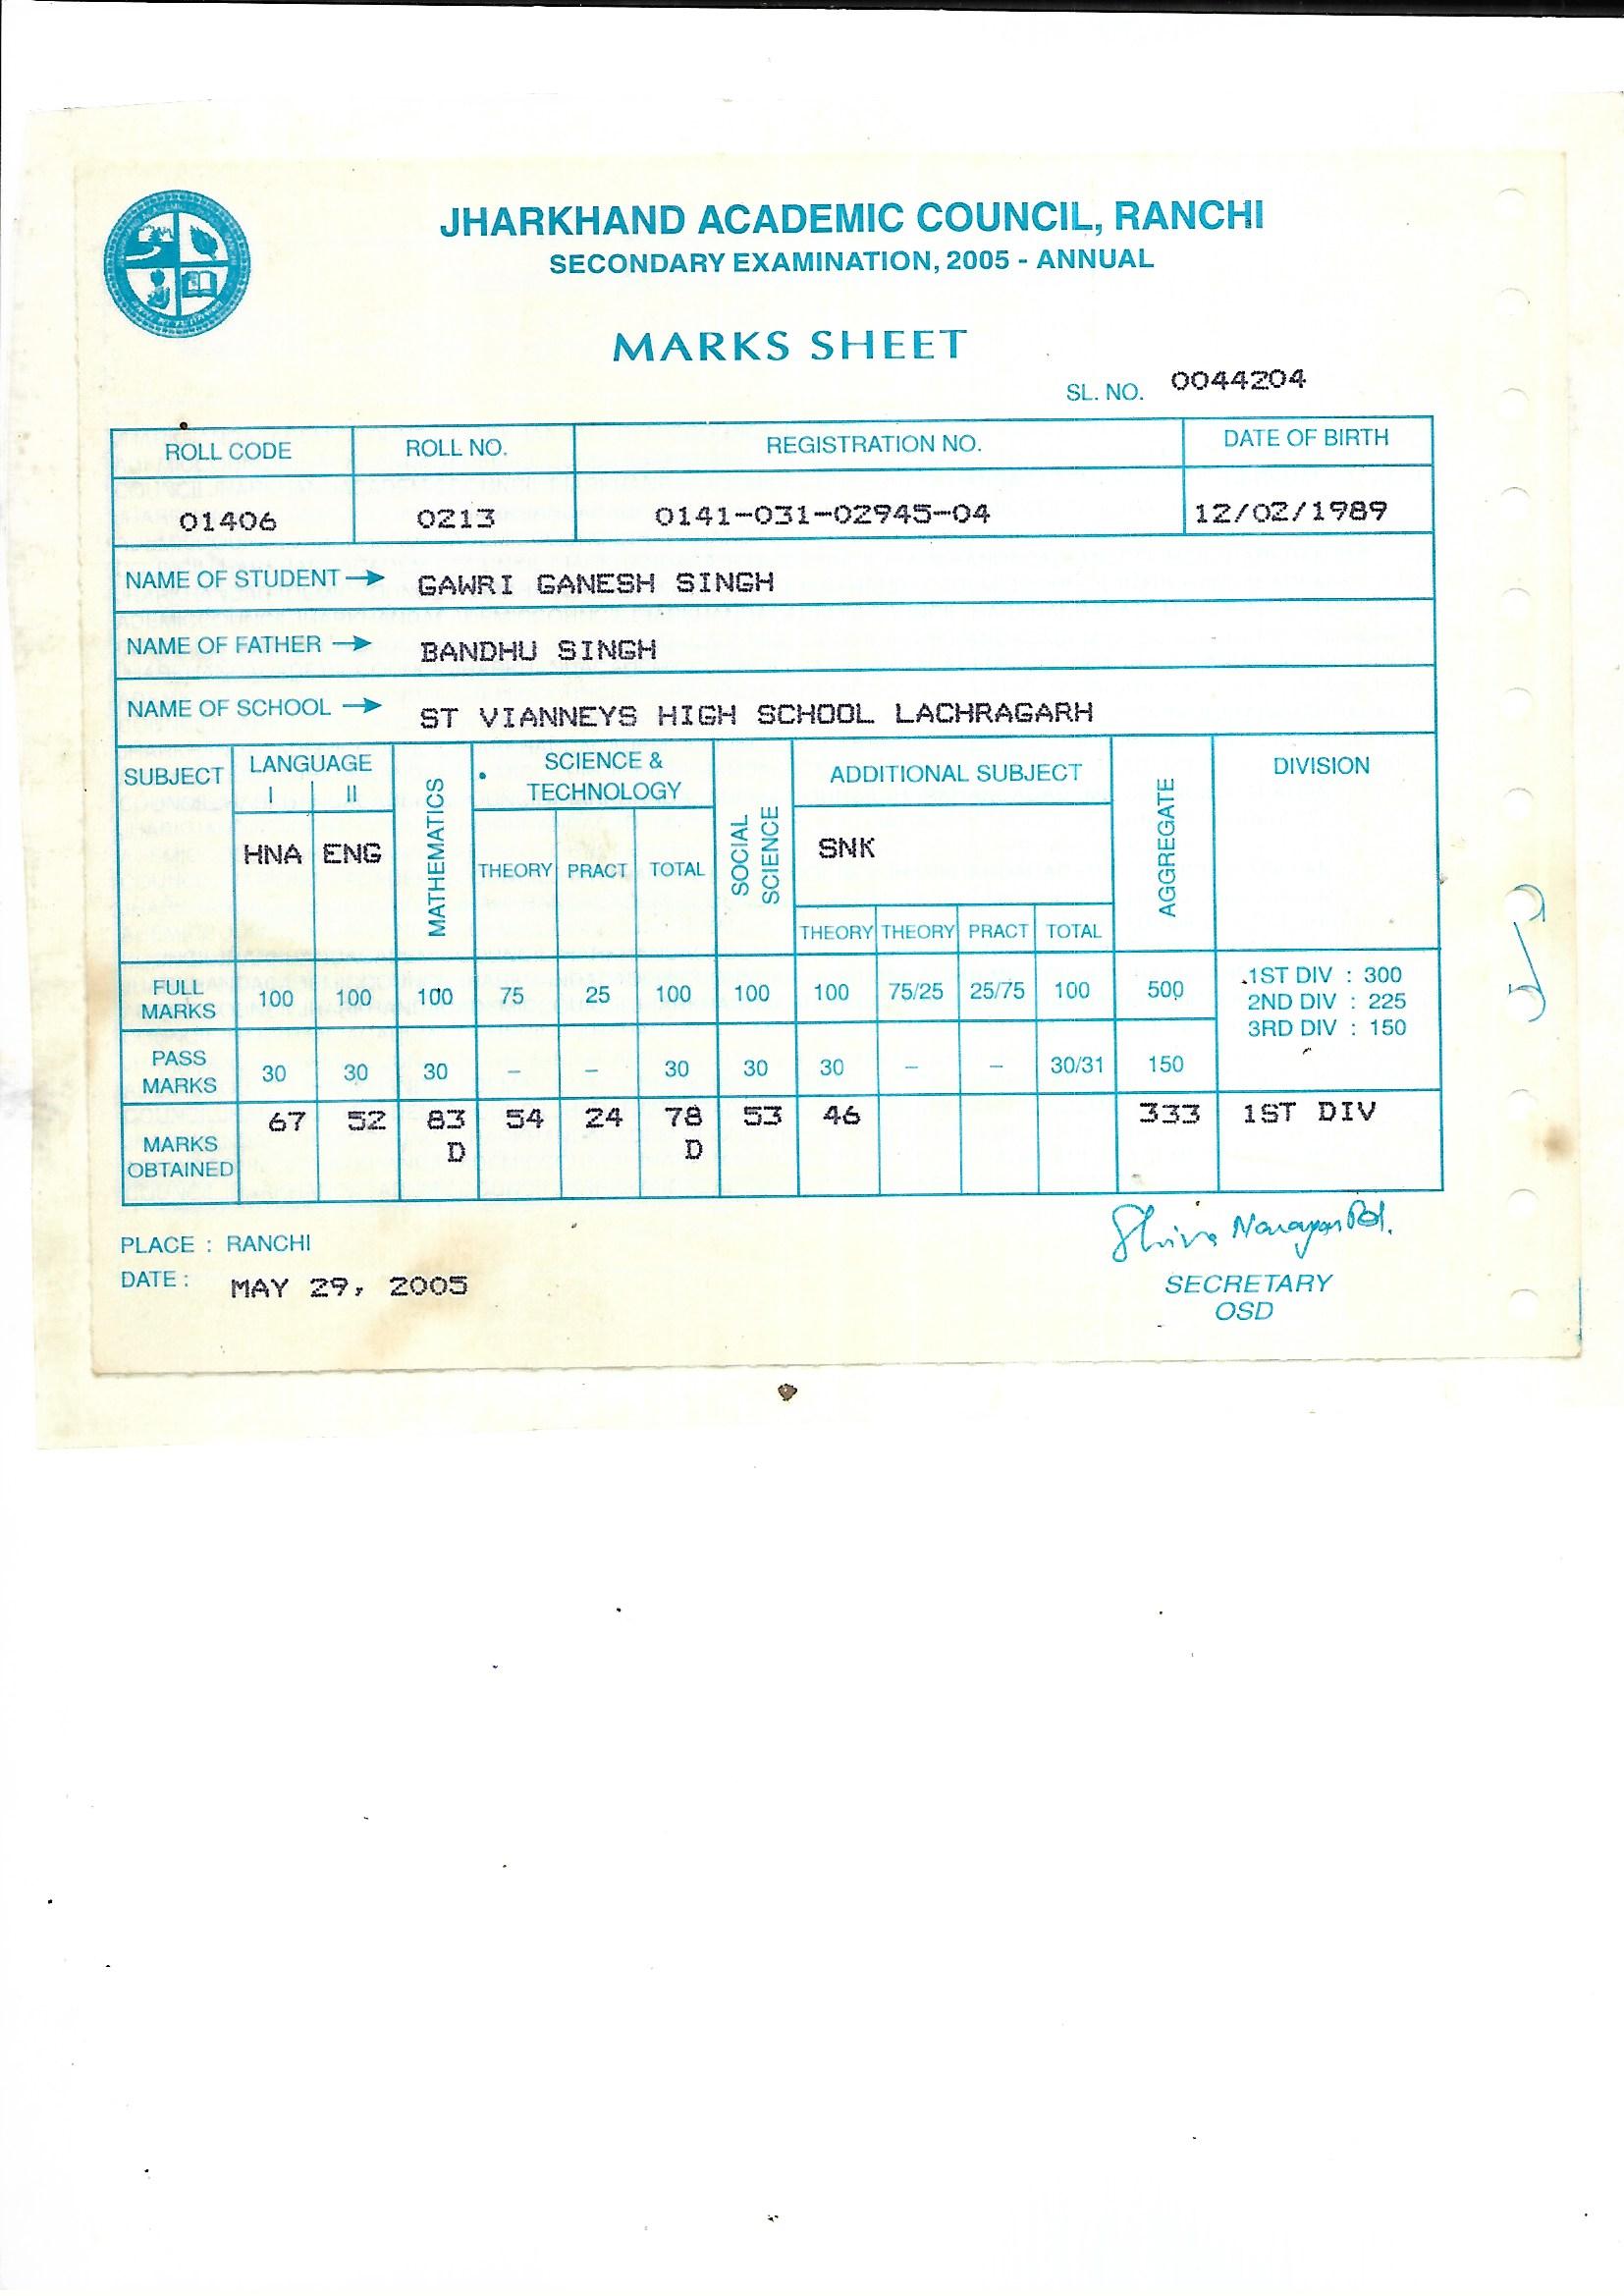 JHARKHAND ACADEMIC COUNCIL, RANCHI
SECONDARY EXAMINATION, 2005 - ANNUAL
MARKS SHEET
SL. NO. 0044204
ROLL CODE ROLL NO. REGISTRATION NO. DATE OF BIRTH
01406 0213 0141-031-02945-04 12/02/1989
NAME OF STUDENT → GAWRI GANESH SINGH
NAME OF FATHER → BANDHU SINGH
NAME OF SCHOOL → ST VIANNEYS HIGH SCHOOL LACHRAGARH
SUBJECT LANGUAGE MATHEMATICS SCIENCE & TECHNOLOGY SOCIAL SCIENCE ADDITIONAL SUBJECT AGGREGATE DIVISION
I II
HNA ENG THEORY PRACT TOTAL SNK
THEORY THEORY PRACT TOTAL
FULL MARKS 100 100 100 75 25 100 100 100 75/25 25/75 100 500 1ST DIV : 300
2ND DIV : 225
3RD DIV : 150
PASS MARKS 30 30 30 – – 30 30 30 – – 30/31 150
MARKS OBTAINED 67 52 83 54 24 78 53 46 333 1ST DIV
D D
PLACE : RANCHI
DATE : MAY 29, 2005
Shiva Narayan
SECRETARY
OSD